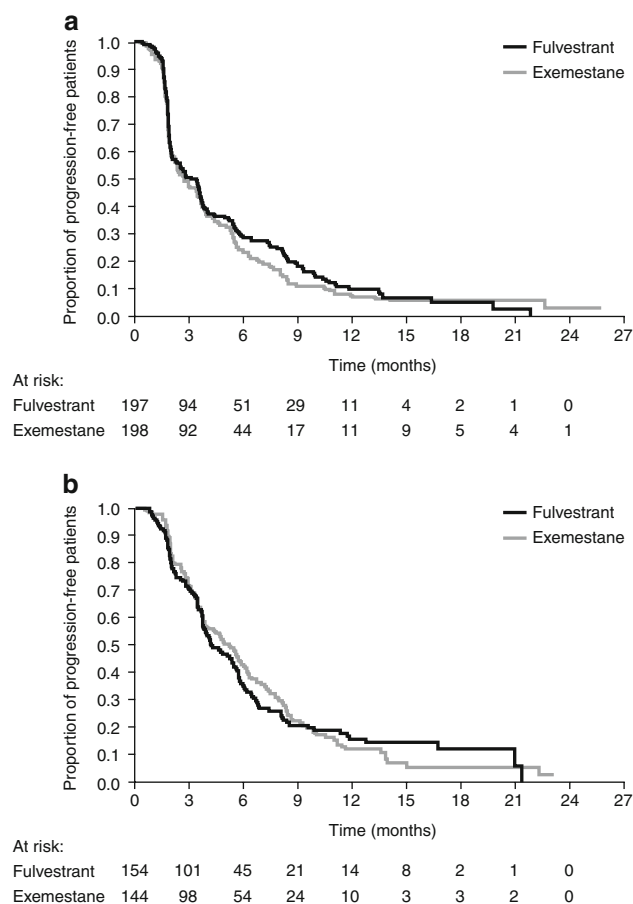 a
Proportion of progression-free patients
1.0
0.9
0.8
0.7
0.6
0.5
0.4
0.3
0.2
0.1
0.0
Fulvestrant
Exemestane
0 3 6 9 12 15 18 21 24 27
Time (months)
At risk:
Fulvestrant 197 94 51 29 11 4 2 1 0
Exemestane 198 92 44 17 11 9 5 4 1
b
Proportion of progression-free patients
1.0
0.9
0.8
0.7
0.6
0.5
0.4
0.3
0.2
0.1
0.0
Fulvestrant
Exemestane
0 3 6 9 12 15 18 21 24 27
Time (months)
At risk:
Fulvestrant 154 101 45 21 14 8 2 1 0
Exemestane 144 98 54 24 10 3 3 2 0